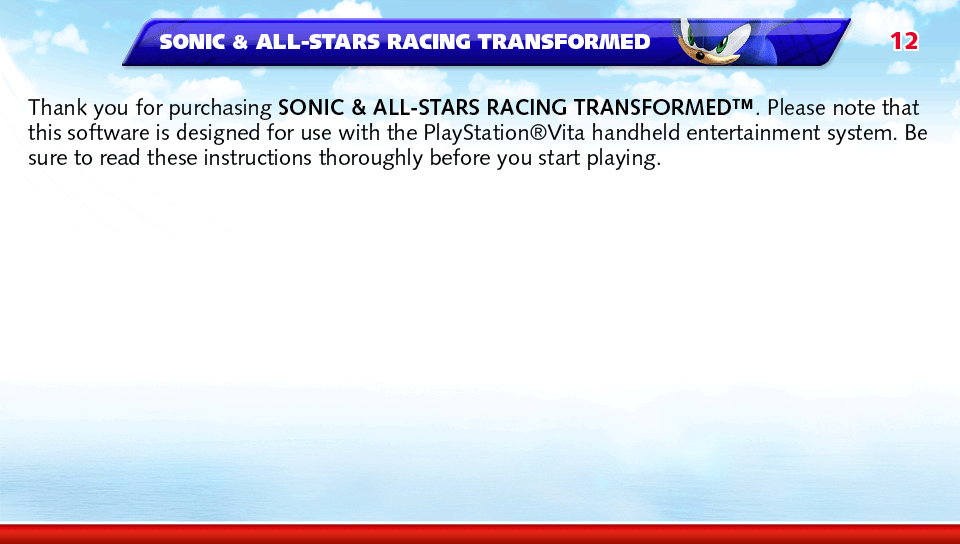 SONIC & ALL-STARS RACING TRANSFORMED
12
Thank you for purchasing SONIC & ALL-STARS RACING TRANSFORMED™. Please note that
this software is designed for use with the PlayStation®Vita handheld entertainment system. Be
sure to read these instructions thoroughly before you start playing.